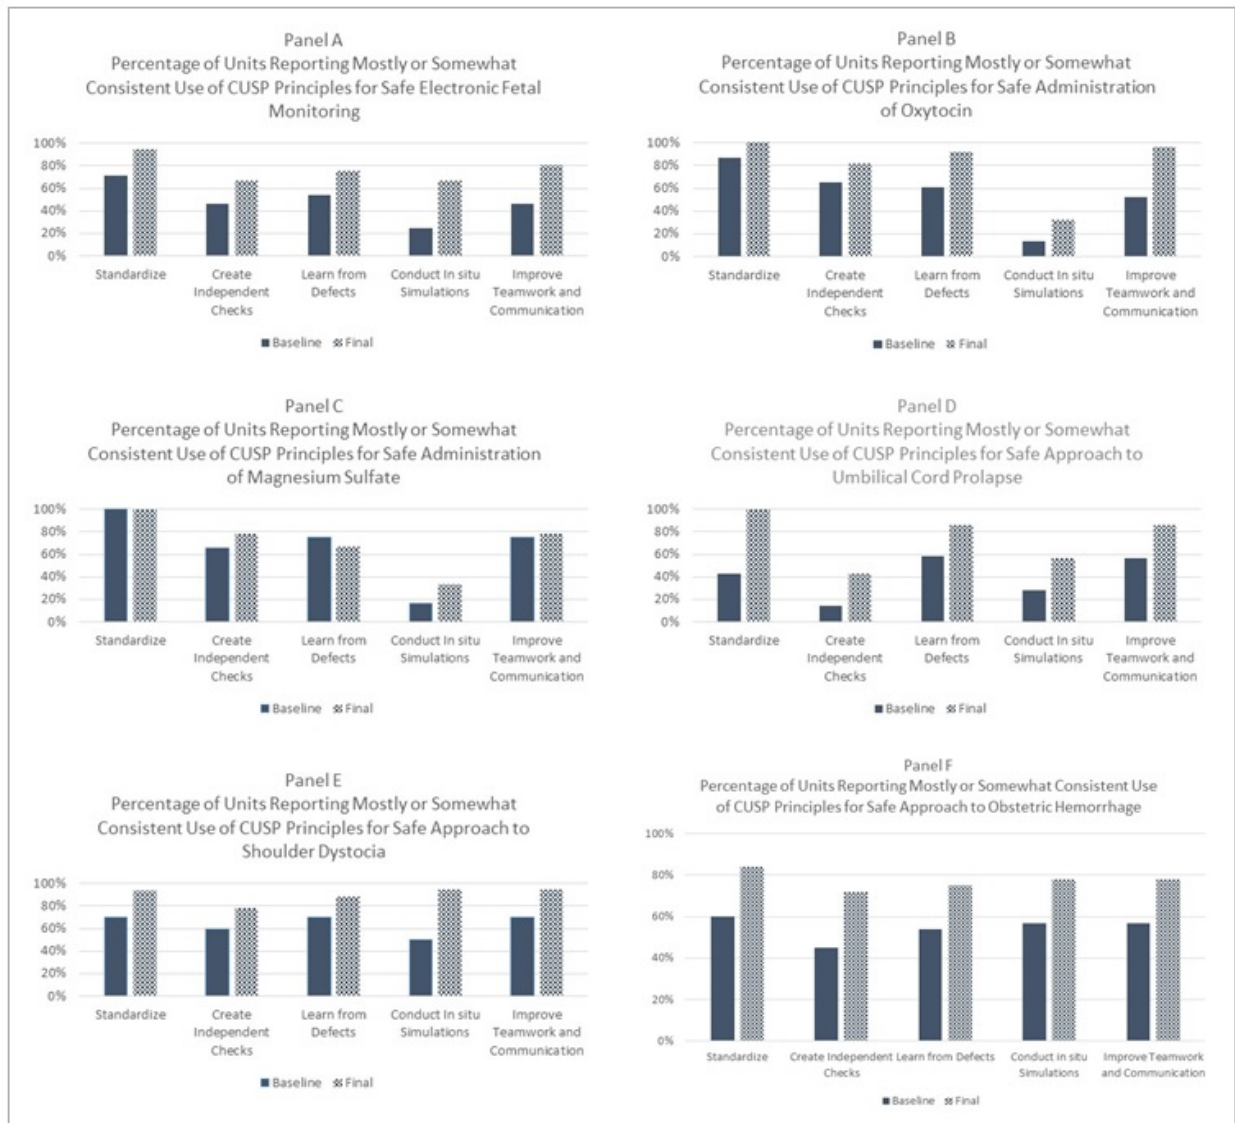 Panel A
Percentage of Units Reporting Mostly or Somewhat
Consistent Use of CUSP Principles for Safe Electronic Fetal
Monitoring
100%
80%
60%
40%
20%
0%
Standardize
Create
Independent
Checks
Learn from
Defects
Conduct In situ
Simulations
Improve
Teamwork and
Communication
Baseline
Final
Panel B
Percentage of Units Reporting Mostly or Somewhat
Consistent Use of CUSP Principles for Safe Administration
of Oxytocin
100%
80%
60%
40%
20%
0%
Standardize
Create
Independent
Checks
Learn from
Defects
Conduct In situ
Simulations
Improve
Teamwork and
Communication
Baseline
Final
Panel C
Percentage of Units Reporting Mostly or Somewhat
Consistent Use of CUSP Principles for Safe Administration
of Magnesium Sulfate
100%
80%
60%
40%
20%
0%
Standardize
Create
Independent
Checks
Learn from
Defects
Conduct In situ
Simulations
Improve
Teamwork and
Communication
Baseline
Final
Panel D
Percentage of Units Reporting Mostly or Somewhat
Consistent Use of CUSP Principles for Safe Approach to
Umbilical Cord Prolapse
100%
80%
60%
40%
20%
0%
Standardize
Create
Independent
Checks
Learn from
Defects
Conduct In situ
Simulations
Improve
Teamwork and
Communication
Baseline
Final
Panel E
Percentage of Units Reporting Mostly or Somewhat
Consistent Use of CUSP Principles for Safe Approach to
Shoulder Dystocia
100%
80%
60%
40%
20%
0%
Standardize
Create
Independent
Checks
Learn from
Defects
Conduct In situ
Simulations
Improve
Teamwork and
Communication
Baseline
Final
Panel F
Percentage of Units Reporting Mostly or Somewhat Consistent Use
of CUSP Principles for Safe Approach to Obstetric Hemorrhage
100%
80%
60%
40%
20%
0%
Standardize
Create Independent
Checks
Learn from Defects
Conduct in situ
Simulations
Improve Teamwork
and Communication
Baseline
Final